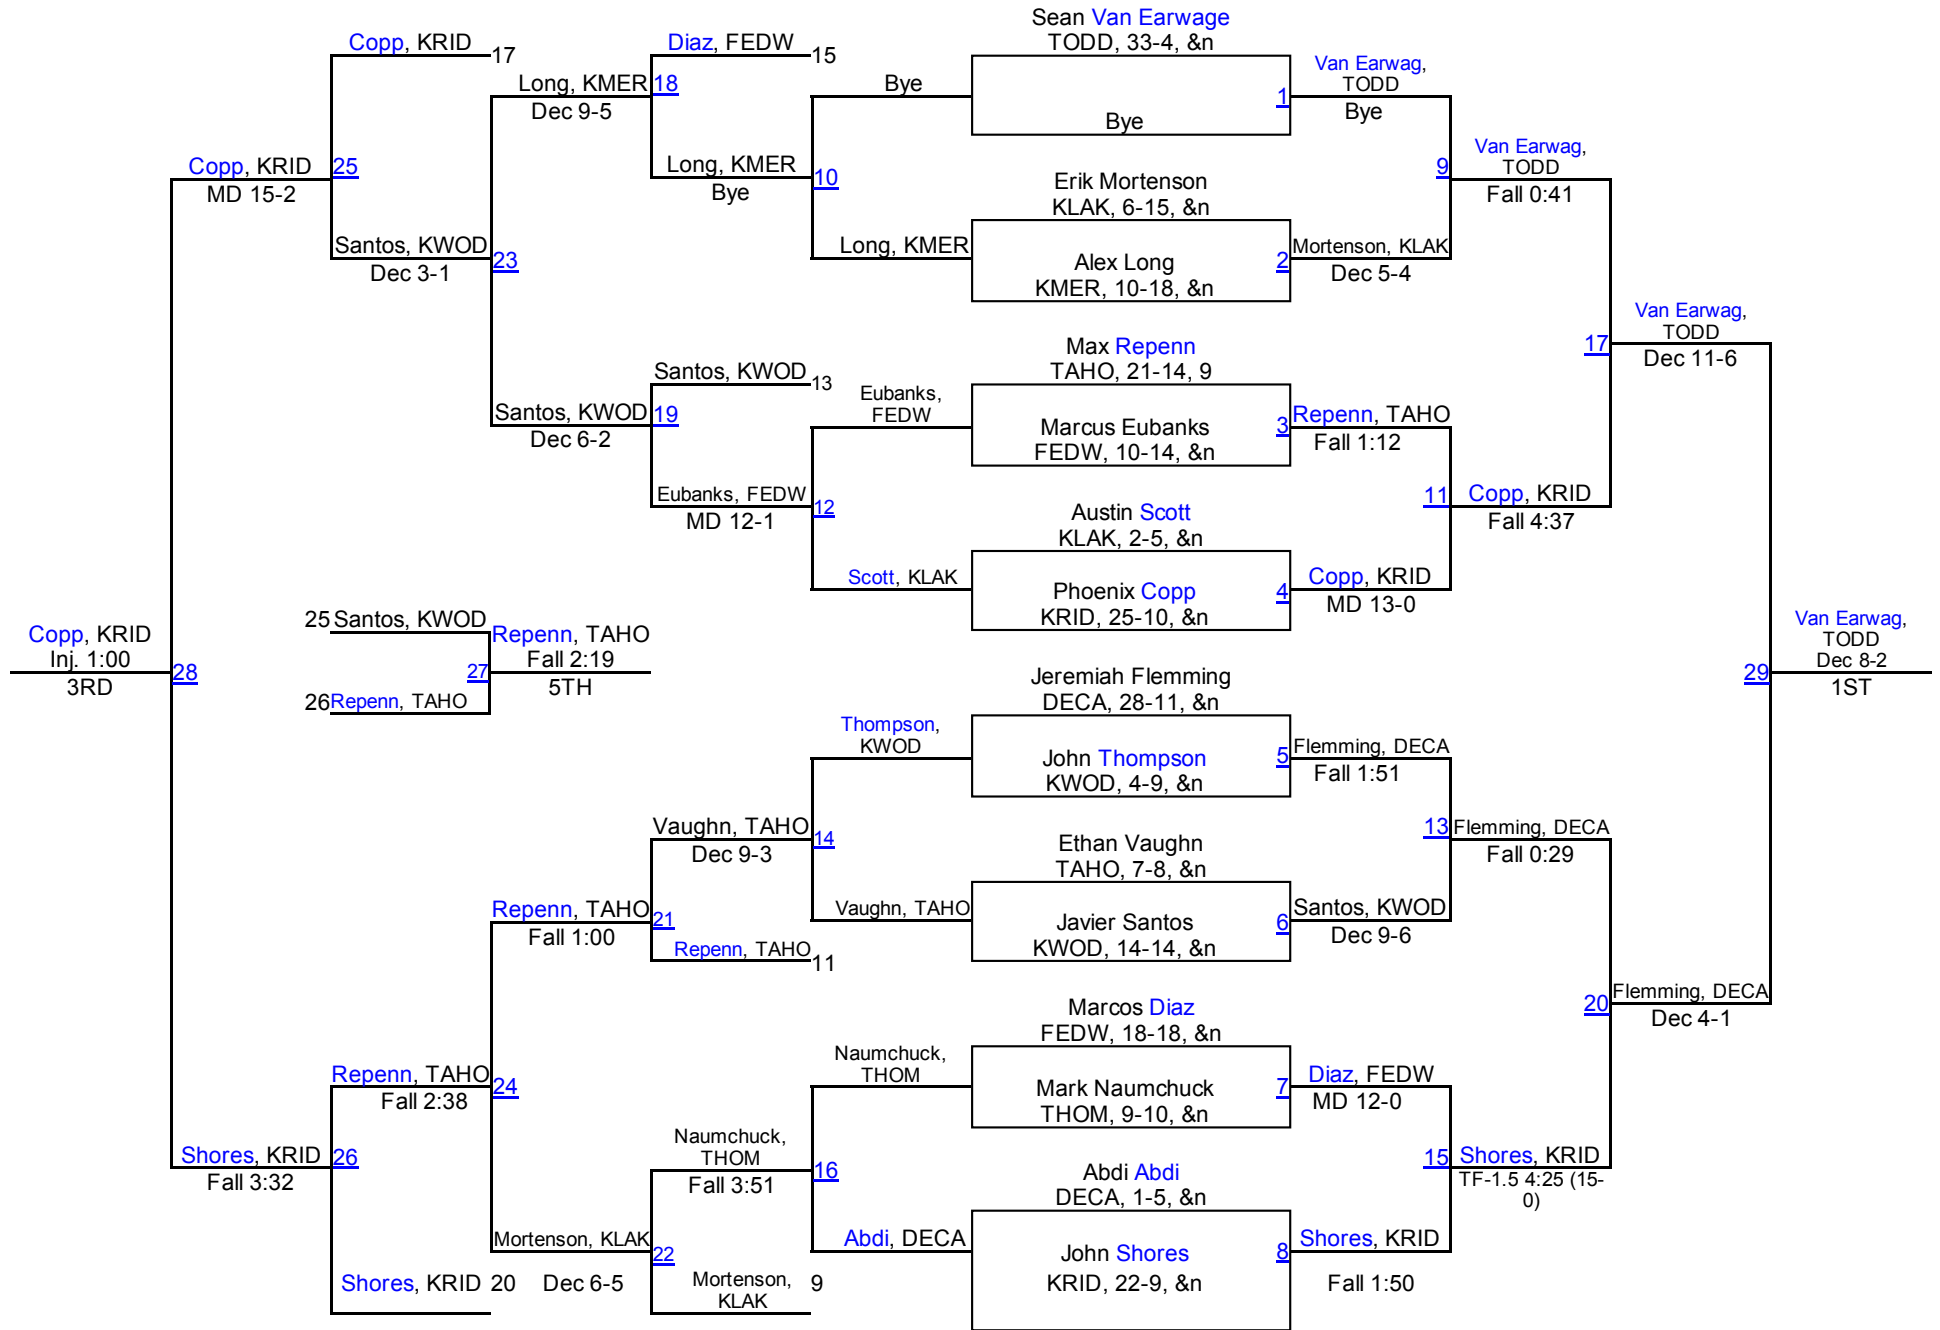 Sean Van Earwage
TODD, 33-4, &n
Bye
1
Erik Mortenson
KLAK, 6-15, &n
Alex Long
KMER, 10-18, &n
2
Max Repenn
TAHO, 21-14, 9
Marcus Eubanks
FEDW, 10-14, &n
3
Austin Scott
KLAK, 2-5, &n
Phoenix Copp
KRID, 25-10, &n
4
Jeremiah Flemming
DECA, 28-11, &n
John Thompson
KWOD, 4-9, &n
5
Ethan Vaughn
TAHO, 7-8, &n
Javier Santos
KWOD, 14-14, &n
6
Marcos Diaz
FEDW, 18-18, &n
Mark Naumchuck
THOM, 9-10, &n
7
Abdi Abdi
DECA, 1-5, &n
John Shores
KRID, 22-9, &n
8
Van Earwag,
TODD
Bye
9
Mortenson, KLAK
Dec 5-4
Repenn, TAHO
Fall 1:12
11
Copp, KRID
MD 13-0
Flemming, DECA
Fall 1:51
13
Santos, KWOD
Dec 9-6
Diaz, FEDW
MD 12-0
15
Shores, KRID
Fall 1:50
Van Earwag,
TODD
Fall 0:41
17
Copp, KRID
Fall 4:37
Flemming, DECA
Fall 0:29
20
Shores, KRID
TF-1.5 4:25 (15-
0)
Van Earwag,
TODD
Dec 11-6
29
Flemming, DECA
Dec 4-1
Van Earwag,
TODD
Dec 8-2
1ST
Bye
10
Long, KMER
Eubanks,
FEDW
12
Scott, KLAK
Thompson,
KWOD
14
Vaughn, TAHO
Naumchuck,
THOM
16
Abdi, DECA
Diaz, FEDW
15
18
Long, KMER
Bye
Santos, KWOD
13
19
Eubanks, FEDW
MD 12-1
Vaughn, TAHO
Dec 9-3
21
Repenn, TAHO
11
Naumchuck,
THOM
Fall 3:51
22
Mortenson,
KLAK
9
Long, KMER
Dec 9-5
23
Santos, KWOD
Dec 6-2
Repenn, TAHO
Fall 1:00
24
Mortenson, KLAK
Dec 6-5
Copp, KRID
17
25
Santos, KWOD
Dec 3-1
Repenn, TAHO
Fall 2:38
26
Shores, KRID
20
Copp, KRID
MD 15-2
28
Shores, KRID
Fall 3:32
Copp, KRID
Inj. 1:00
3RD
25 Santos, KWOD
27
26 Repenn, TAHO
Repenn, TAHO
Fall 2:19
5TH